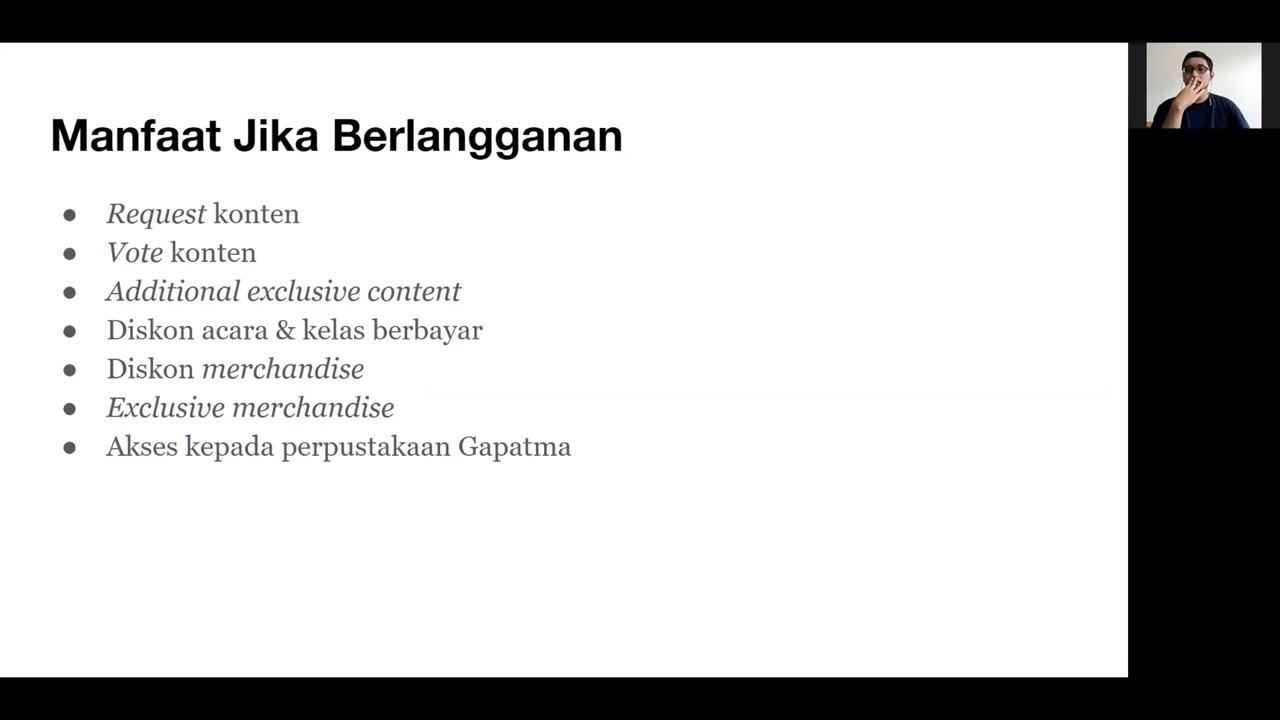 Manfaat Jika Berlangganan
● Request konten
● Vote konten
● Additional exclusive content
● Diskon acara & kelas berbayar
● Diskon merchandise
● Exclusive merchandise
● Akses kepada perpustakaan Gapatma